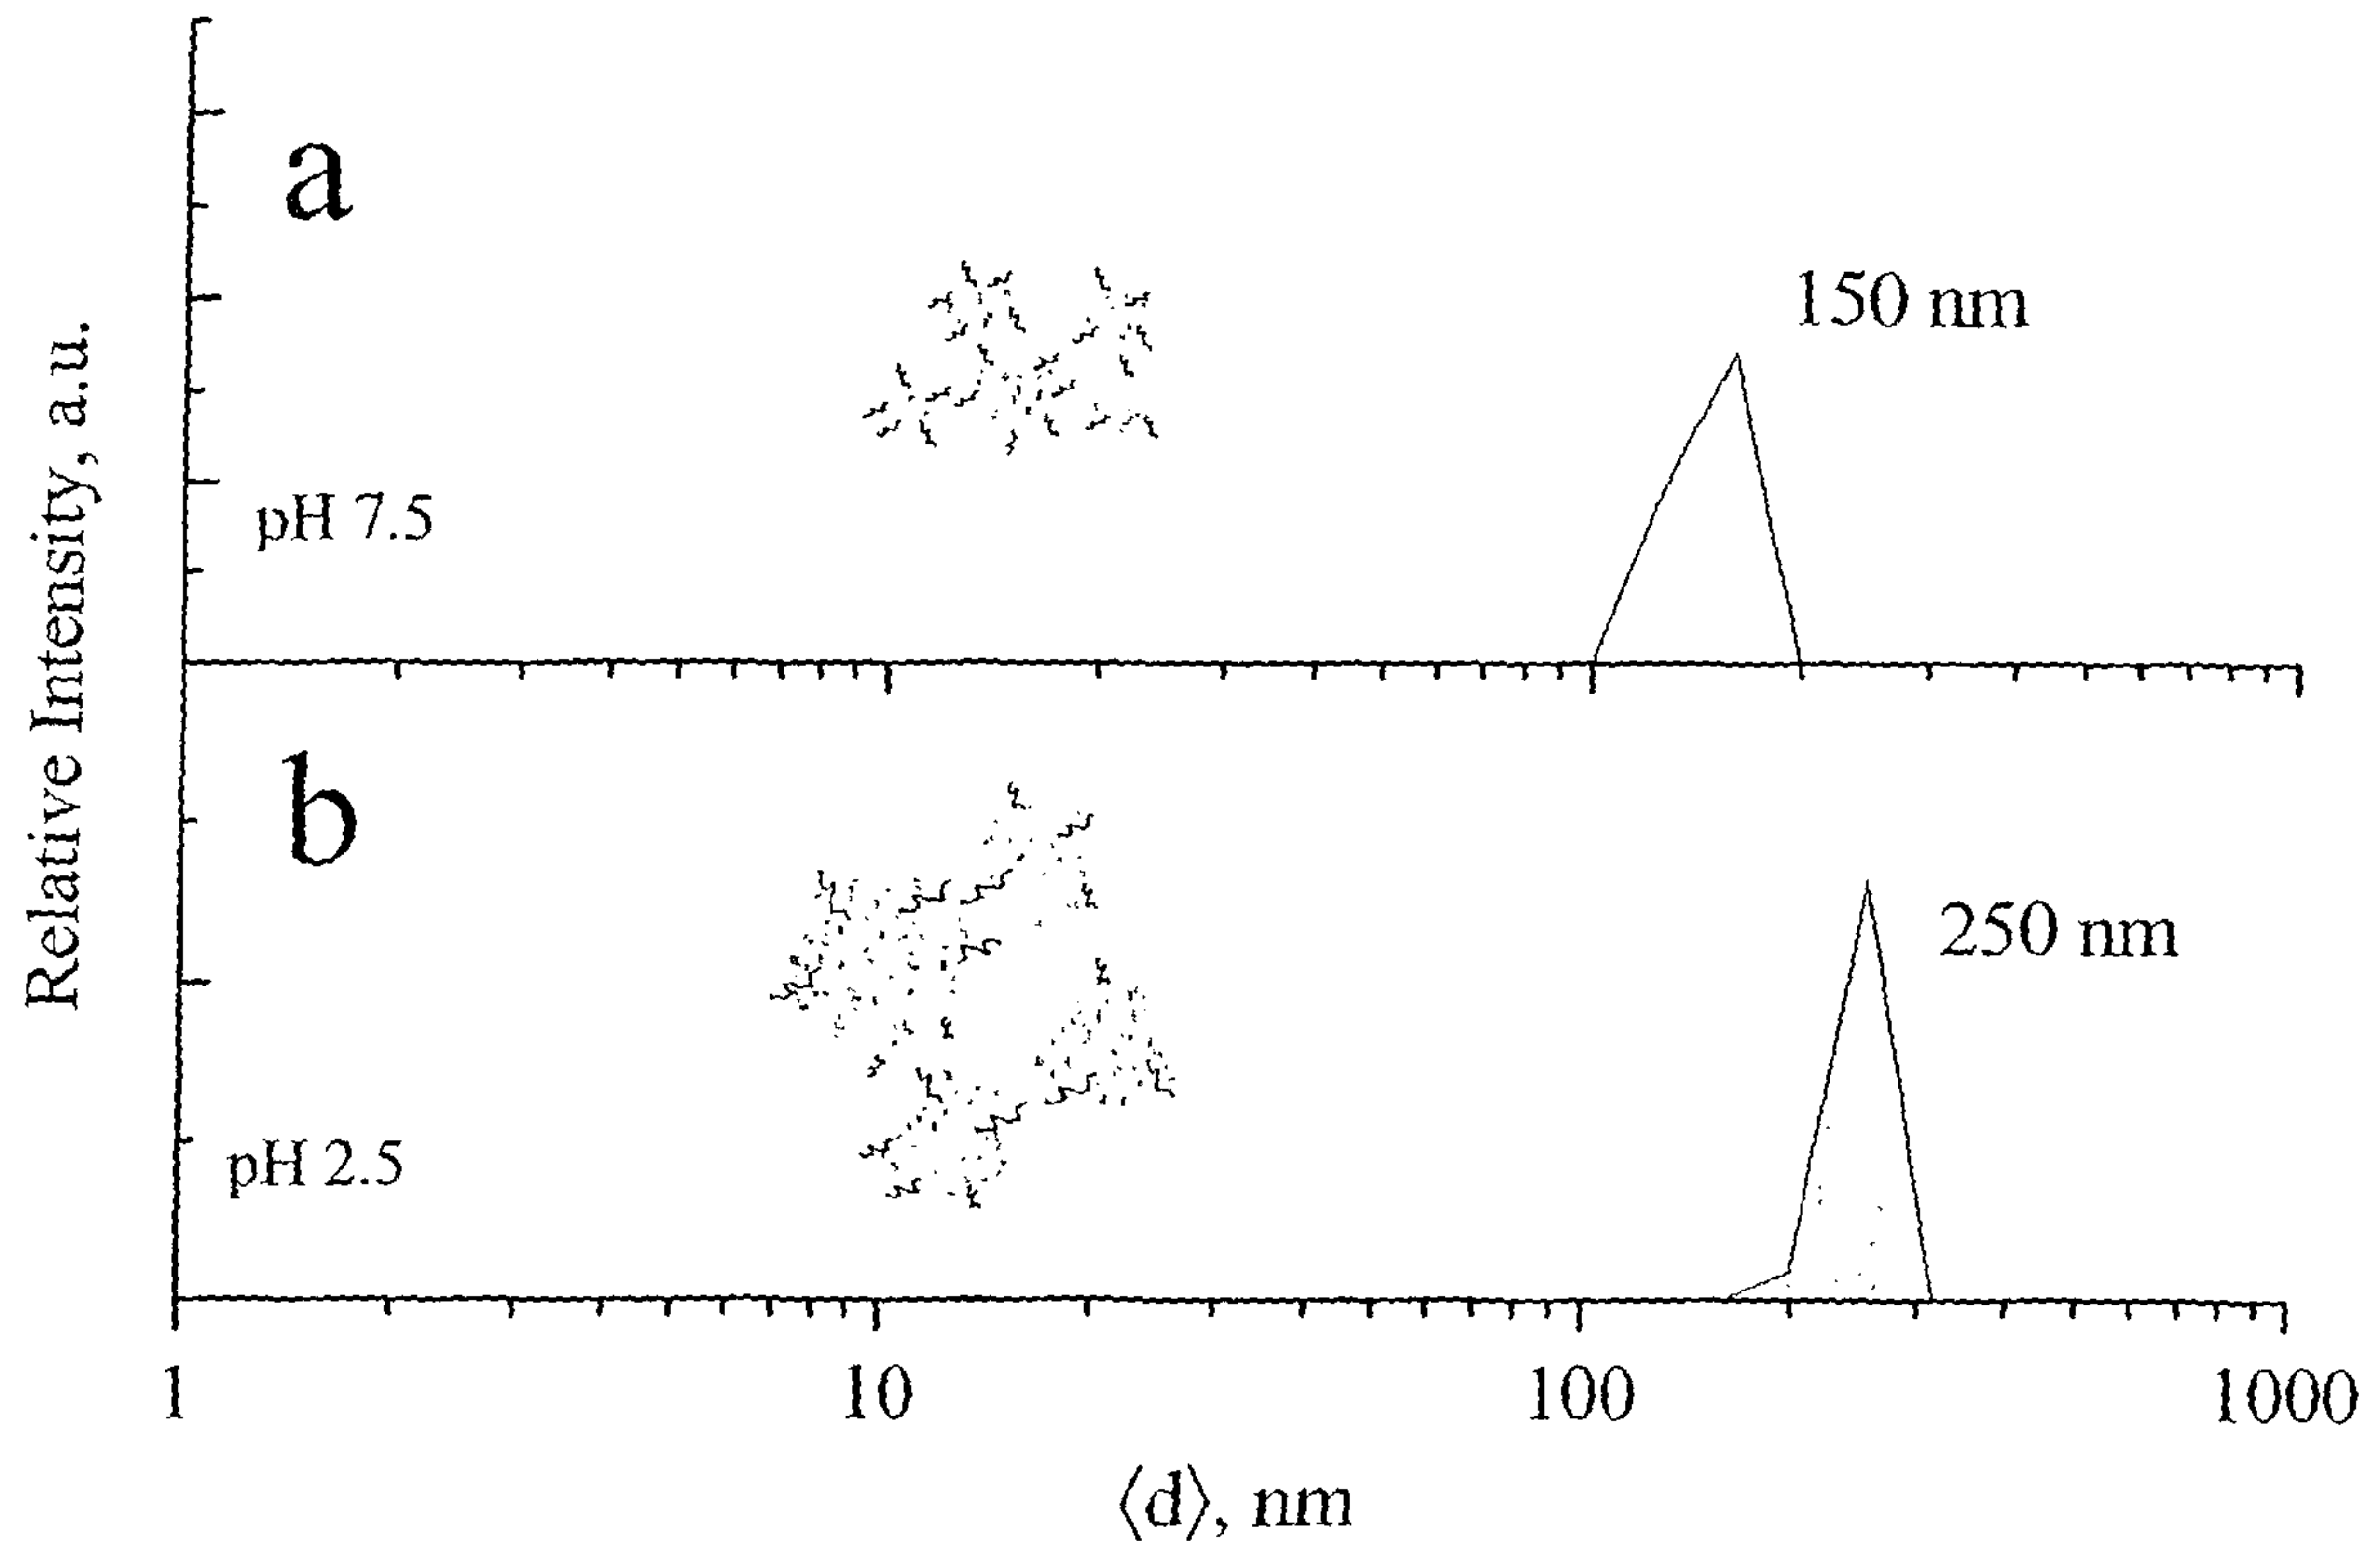 Relative Intensity, a.u.
a
150 nm
pH 7.5
b
250 nm
pH 2.5
1 10 100 1000
⟨d⟩, nm